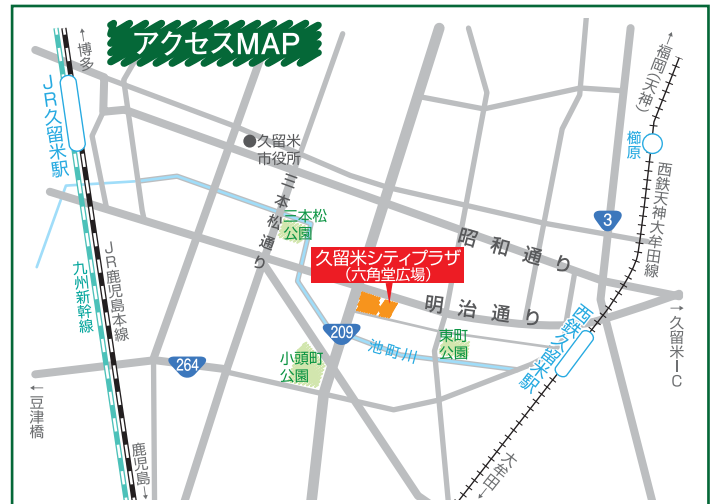 アクセスMAP
←博多
←福岡(天神)
JR久留米駅
久留米
市役所
櫛原
西鉄天神大牟田線
三本松通り
三本松
公園
3
昭和通り
久留米シティプラザ
(六角堂広場)
JR鹿児島本線
九州新幹線
明治通り
209
東町
公園
西鉄久留米駅
→久留米IC
池町川
小頭町
公園
264
←豆津橋
鹿児島→
大牟田→